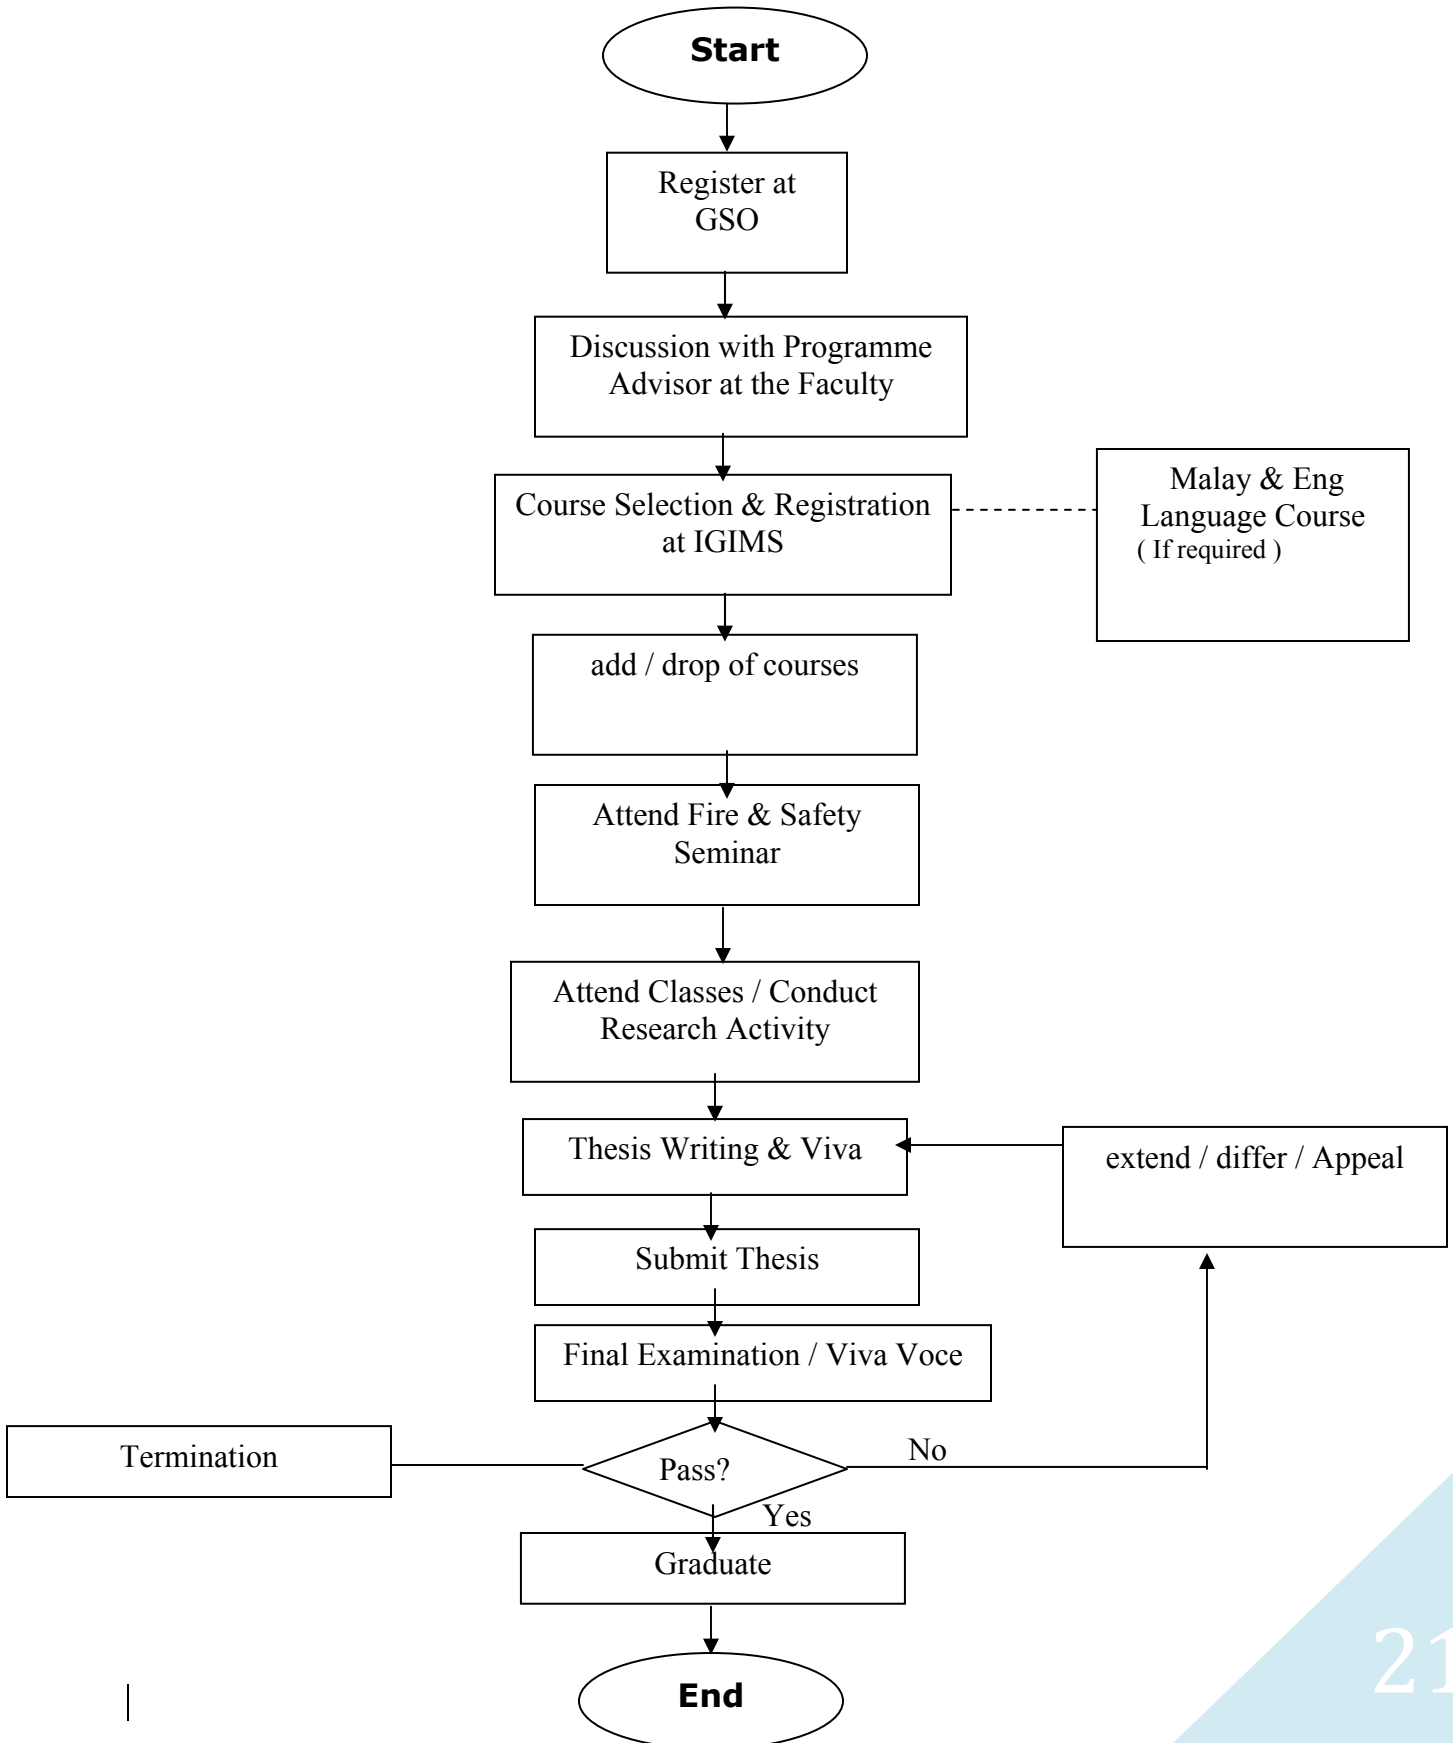 Start
Register at
GSO
Discussion with Programme
Advisor at the Faculty
Course Selection & Registration
at IGIMS
Malay & Eng
Language Course
( If required )
add / drop of courses
Attend Fire & Safety
Seminar
Attend Classes / Conduct
Research Activity
Thesis Writing & Viva
extend / differ / Appeal
Submit Thesis
Final Examination / Viva Voce
Termination
Pass?
No
Yes
Graduate
End
21